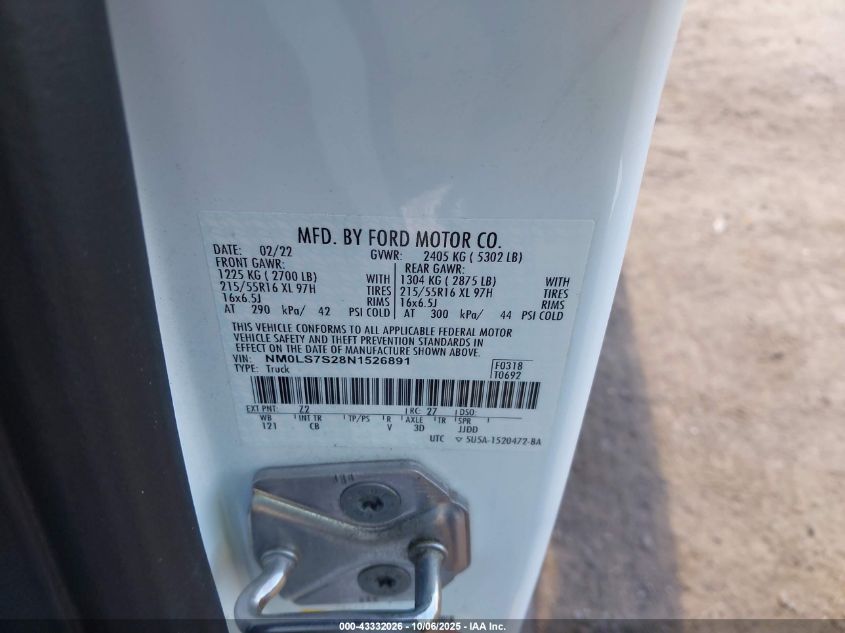 MFD. BY FORD MOTOR CO.
DATE: 02/22 GVWR: 2405 KG ( 5302 LB)
FRONT GAWR: REAR GAWR:
1225 KG ( 2700 LB) WITH 1304 KG ( 2875 LB) WITH
215/55R16 XL 97H TIRES 215/55R16 XL 97H TIRES
16x6.5J RIMS 16x6.5J RIMS
AT 290 kPa/ 42 PSI COLD AT 300 kPa/ 44 PSI COLD
THIS VEHICLE CONFORMS TO ALL APPLICABLE FEDERAL MOTOR
VEHICLE SAFETY AND THEFT PREVENTION STANDARDS IN
EFFECT ON THE DATE OF MANUFACTURE SHOWN ABOVE.
VIN: NM0LS7S28N1526891 F0318
TYPE: Truck T0692
EXT PNT: Z2 RC: 27 DSO:
WB INT TR TP/PS R AXLE TR SPR
121 CB V 3D JJDD
UTC 5U5A-1520472-BA
000-43332026 - 10/06/2025 - IAA Inc.